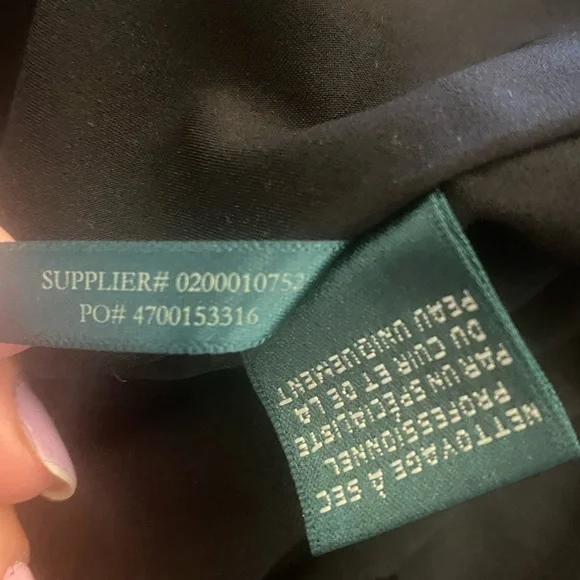 SUPPLIER# 0200010752
PO# 4700153316
NETTOYAGE À SEC
PROFESSIONNEL
PAR UN SPÉCIALISTE
DU CUIR ET DE LA
PEAU UNIQUEMENT